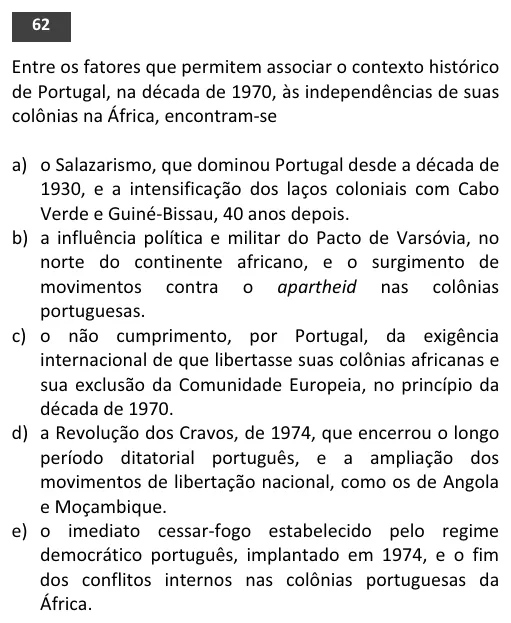 62
Entre os fatores que permitem associar o contexto histórico
de Portugal, na década de 1970, às independências de suas
colônias na África, encontram-se
a) o Salazarismo, que dominou Portugal desde a década de
1930, e a intensificação dos laços coloniais com Cabo
Verde e Guiné-Bissau, 40 anos depois.
b) a influência política e militar do Pacto de Varsóvia, no
norte do continente africano, e o surgimento de
movimentos contra o apartheid nas colônias
portuguesas.
c) o não cumprimento, por Portugal, da exigência
internacional de que libertasse suas colônias africanas e
sua exclusão da Comunidade Europeia, no princípio da
década de 1970.
d) a Revolução dos Cravos, de 1974, que encerrou o longo
período ditatorial português, e a ampliação dos
movimentos de libertação nacional, como os de Angola
e Moçambique.
e) o imediato cessar-fogo estabelecido pelo regime
democrático português, implantado em 1974, e o fim
dos conflitos internos nas colônias portuguesas da
África.